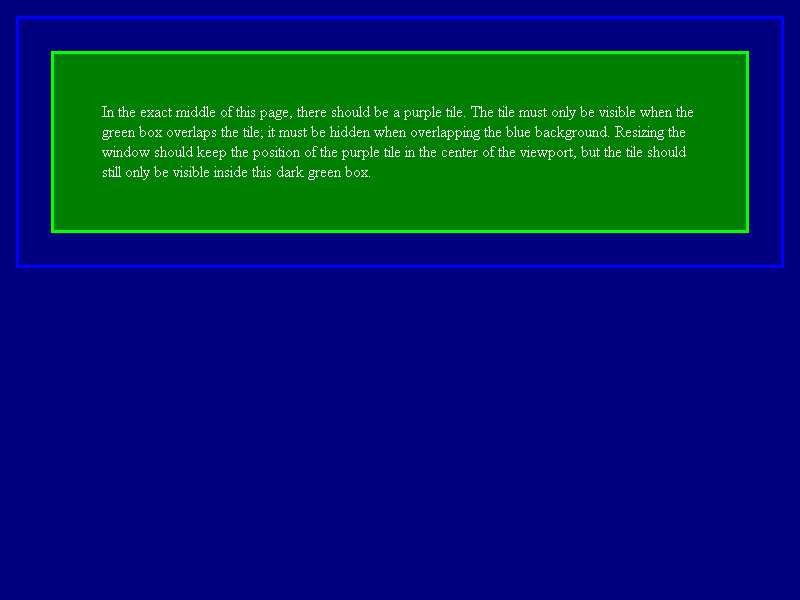 In the exact middle of this page, there should be a purple tile. The tile must only be visible when the
green box overlaps the tile; it must be hidden when overlapping the blue background. Resizing the
window should keep the position of the purple tile in the center of the viewport, but the tile should
still only be visible inside this dark green box.